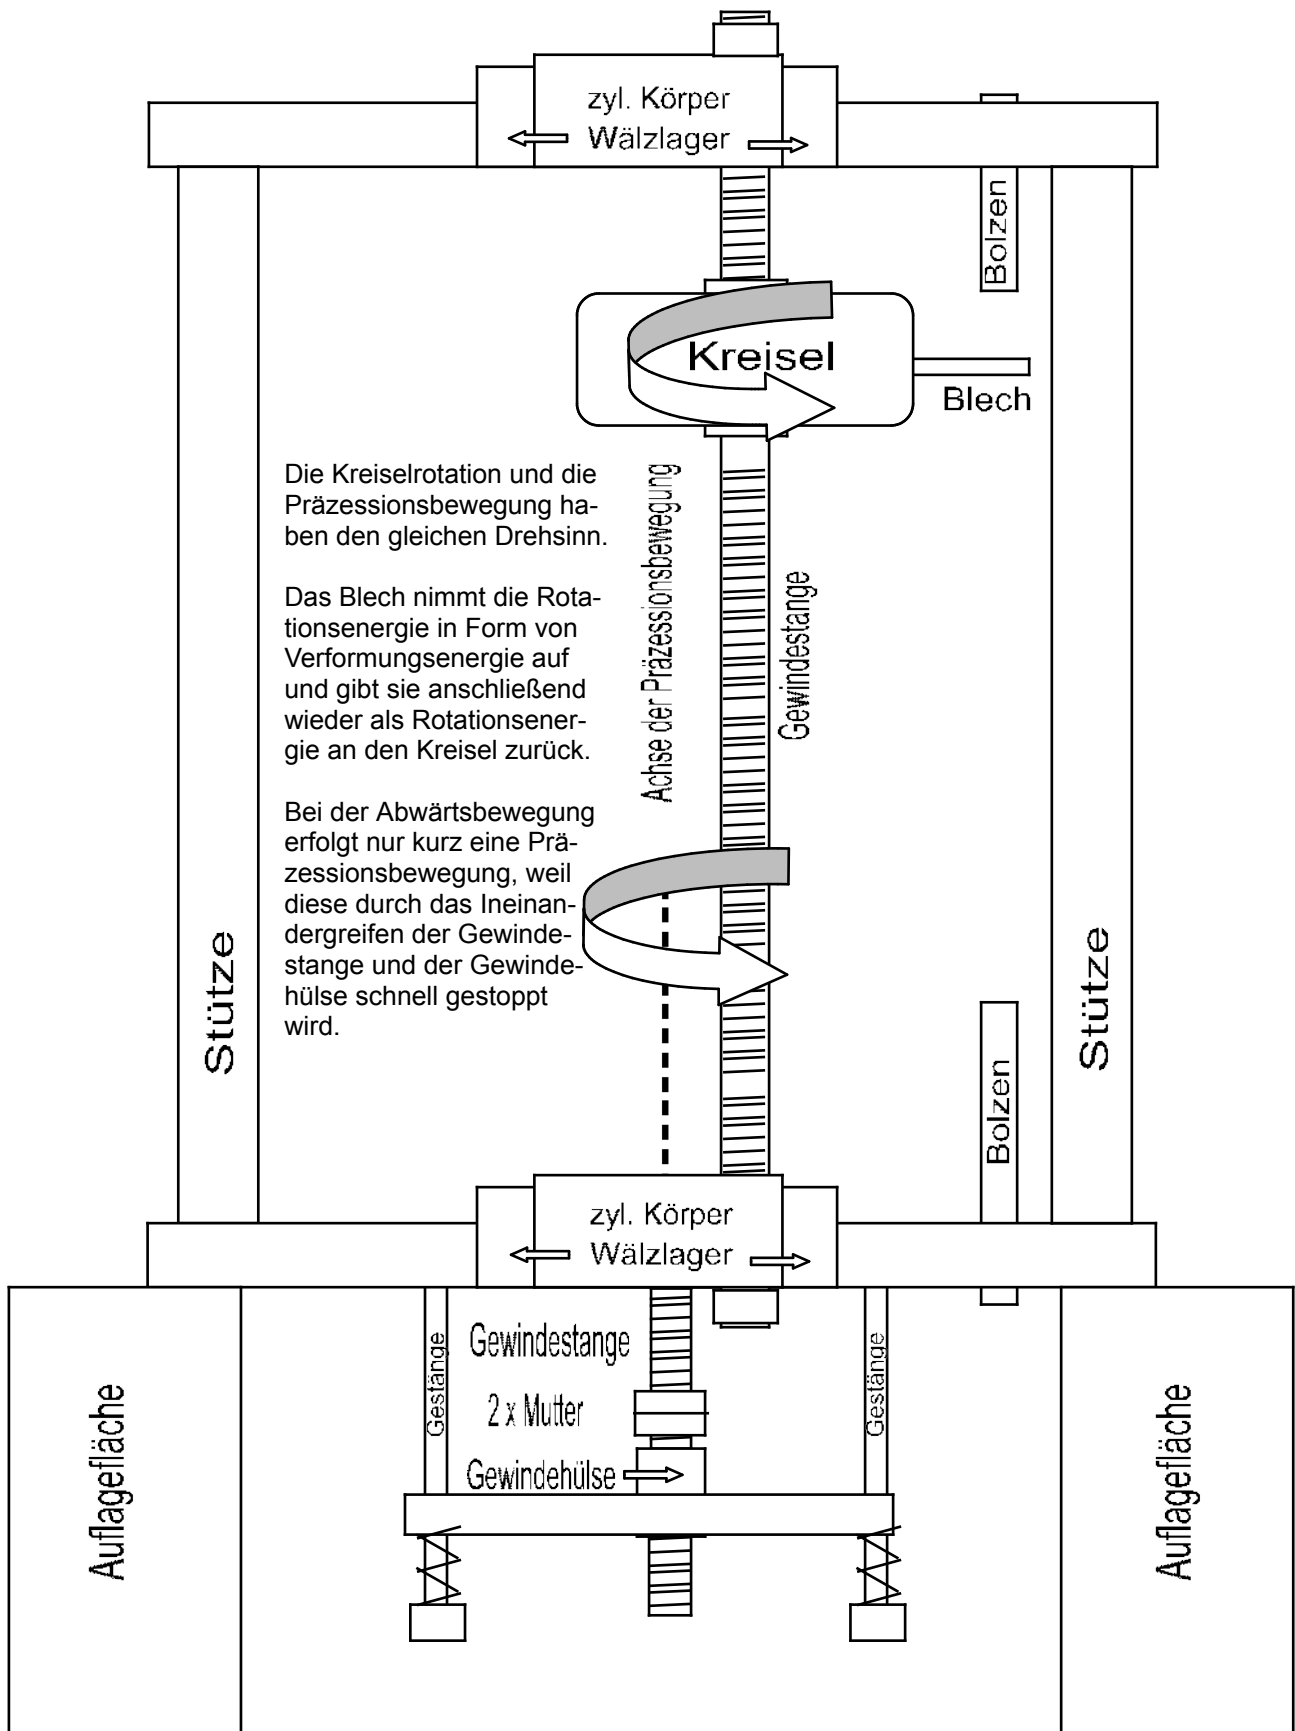 zyl. Körper
Wälzlager
Bolzen
Kreisel
Blech
Die Kreiselrotation und die
Präzessionsbewegung ha-
ben den gleichen Drehsinn.
Das Blech nimmt die Rota-
tionsenergie in Form von
Verformungsenergie auf
und gibt sie anschließend
wieder als Rotationsener-
gie an den Kreisel zurück.
Bei der Abwärtsbewegung
erfolgt nur kurz eine Prä-
zessionsbewegung, weil
diese durch das Ineinan-
dergreifen der Gewinde-
stange und der Gewinde-
hülse schnell gestoppt
wird.
Achse der Präzessionsbewegung
Gewindestange
Stütze
Stütze
Bolzen
zyl. Körper
Wälzlager
Gestänge
Gewindestange
2 x Mutter
Gewindehülse
Gestänge
Auflagefläche
Auflagefläche